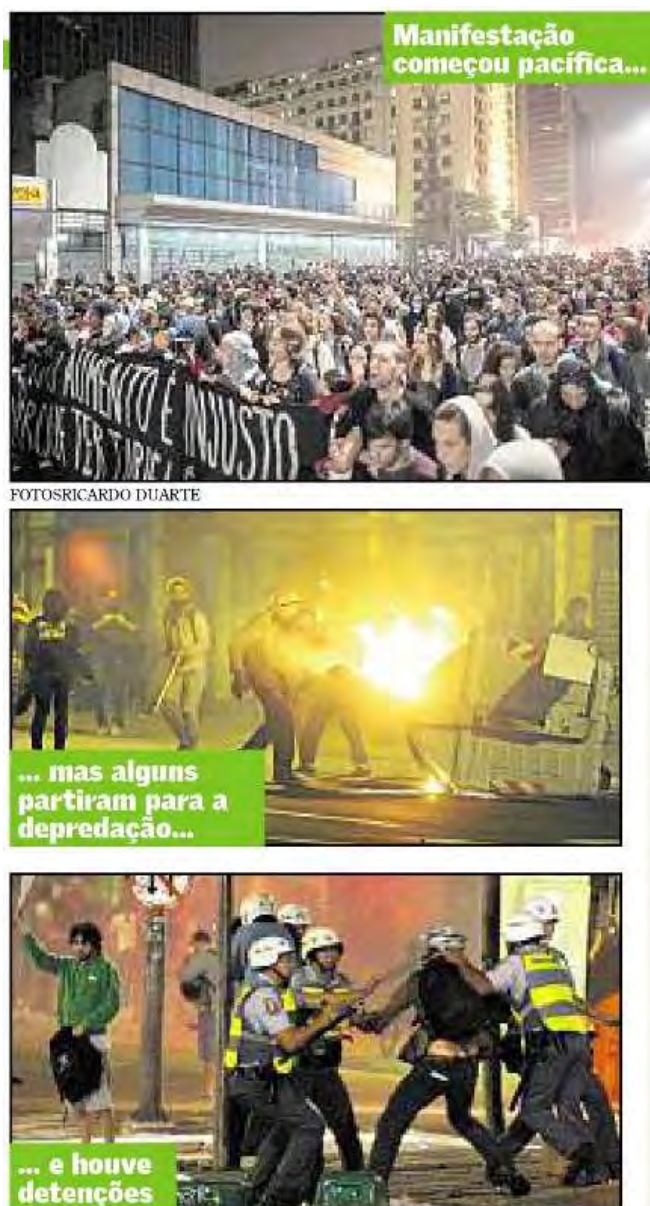 Manifestação
começou pacífica...
AUMENTO É
INJUSTO
FOTOSRICARDO DUARTE
... mas alguns
partiram para a
depredação...
... e houve
detenções